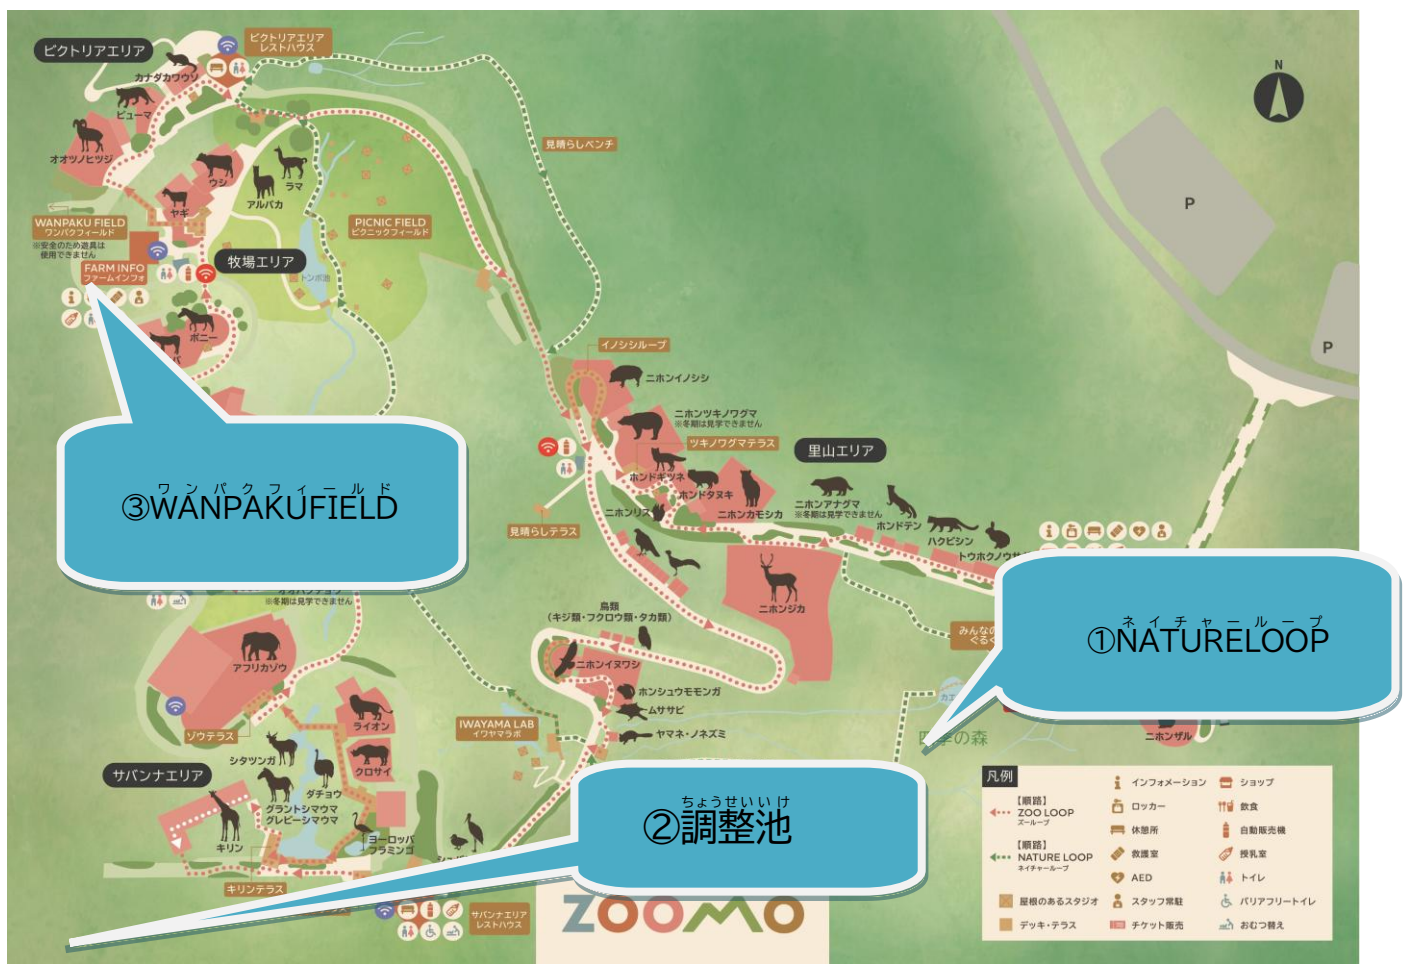 ビクトリアエリア
ビクトリアエリア
レストハウス
カナダカワウソ
ピューマ
オオツノヒツジ
ウシ
ラマ
アルパカ
ヤギ
WANPAKU FIELD
ワンパクフィールド
※安全のため遊具は
使用できません
FARM INFO
ファームインフォ
牧場エリア
PICNIC FIELD
ピクニックフィールド
トンボ池
ポニー
見晴らしベンチ
N
P
P
イノシシループ
ニホンイノシシ
ニホンツキノワグマ
※冬期は見学できません
ツキノワグマテラス
里山エリア
ホンドギツネ
ホンドタヌキ
ニホンカモシカ
ニホンアナグマ
※冬期は見学できません
ホンドテン
ハクビシン
トウホクノウサギ
ニホンリス
見晴らしテラス
ニホンジカ
鳥類
(キジ類・フクロウ類・タカ類)
ニホンイヌワシ
ホンシュウモモンガ
ムササビ
ヤマネ・ノネズミ
IWAYAMA LAB
イワヤマラボ
みんなの
ぐるぐ
の森
ニホンザル
ワンパクフィールド
③WANPAKUFIELD
ネイチャーループ
①NATURELOOP
ちょうせいいけ
②調整池
※冬期は見学できません
アフリカゾウ
ゾウテラス
ライオン
クロサイ
シタツンガ
ダチョウ
グラントシマウマ
グレビーシマウマ
サバンナエリア
キリン
ヨーロッパ
フラミンゴ
キリンテラス
サバンナエリア
レストハウス
ZOOMO
凡例
【順路】
ZOO LOOP
ズーループ
【順路】
NATURE LOOP
ネイチャーループ
屋根のあるスタジオ
デッキ・テラス
インフォメーション
ロッカー
休憩所
救護室
AED
スタッフ常駐
チケット販売
ショップ
飲食
自動販売機
授乳室
トイレ
バリアフリートイレ
おむつ替え